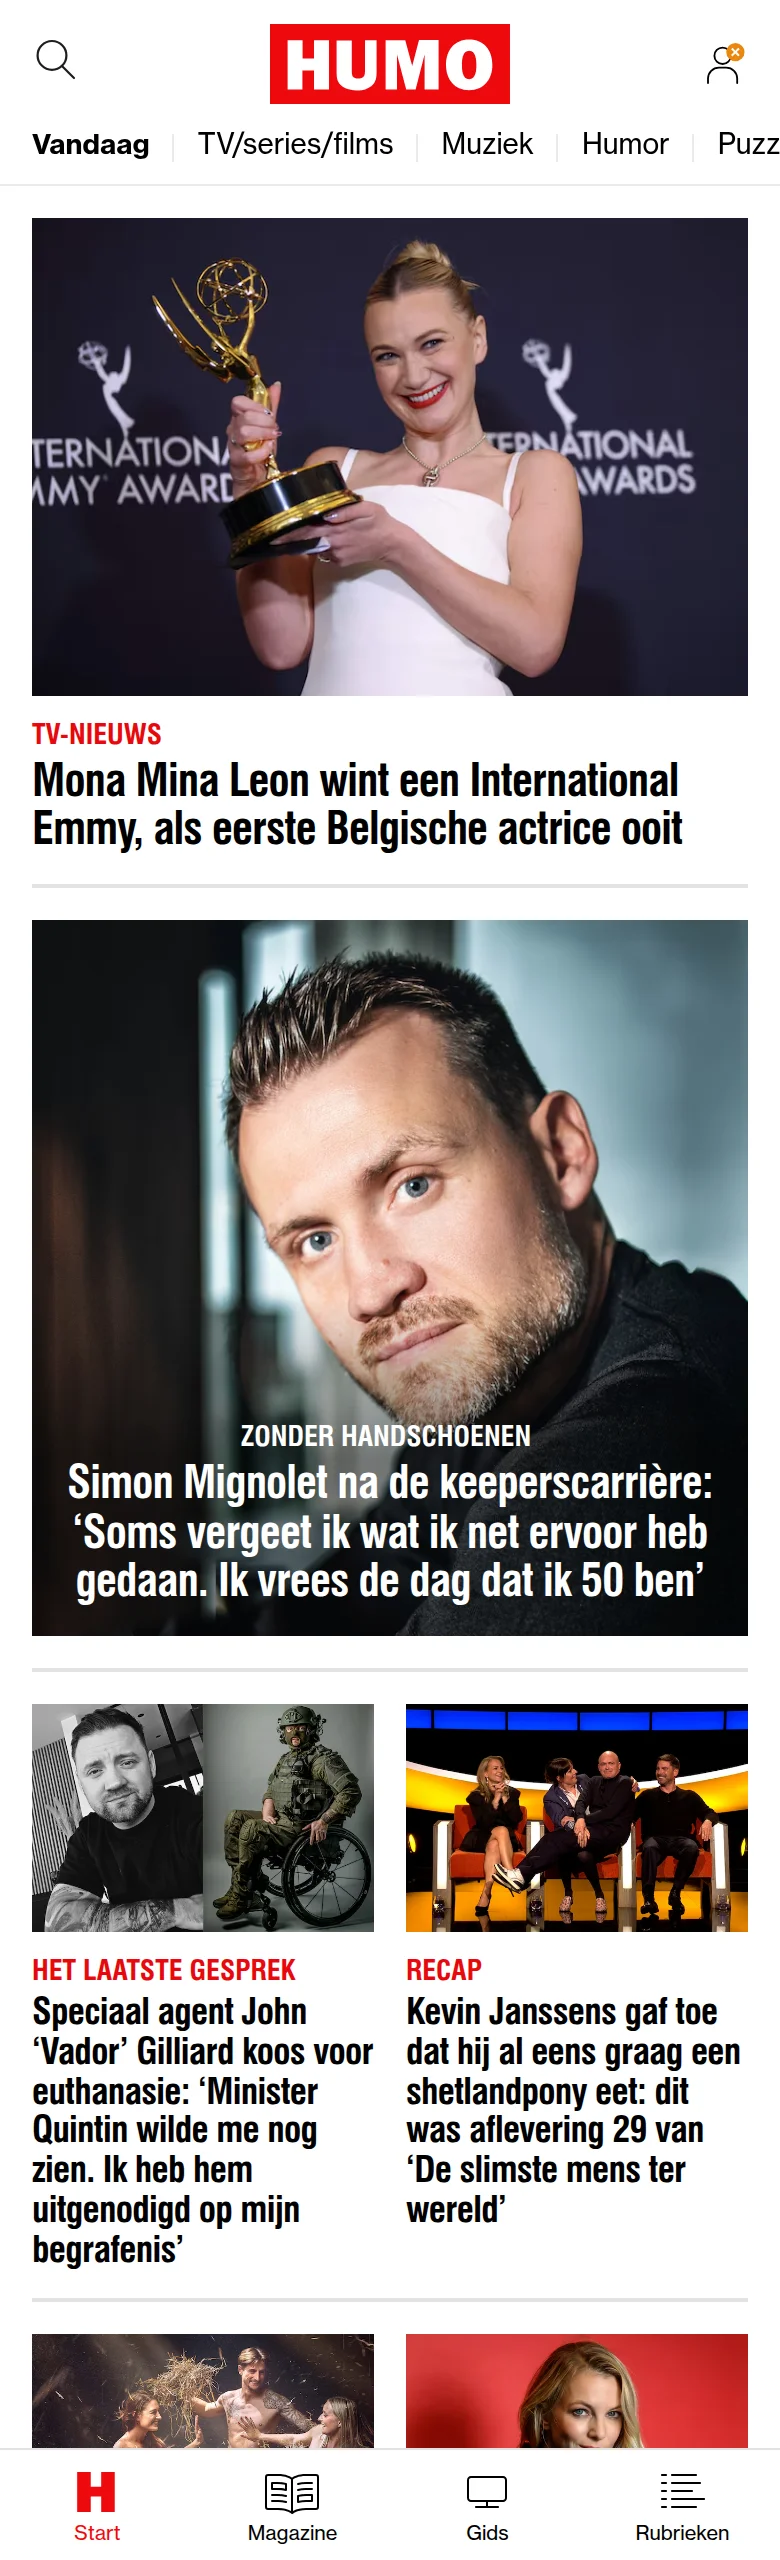 HUMO
Vandaag
TV/series/films
Muziek
Humor
Puzz
TERNATIONA
MMY AWARD
TERNATIONAL
AWARDS
TV-NIEUWS
Mona Mina Leon wint een International
Emmy, als eerste Belgische actrice ooit
ZONDER HANDSCHOENEN
Simon Mignolet na de keeperscarrière:
‘Soms vergeet ik wat ik net ervoor heb
gedaan. Ik vrees de dag dat ik 50 ben’
HET LAATSTE GESPREK
Speciaal agent John
‘Vador’ Gilliard koos voor
euthanasie: ‘Minister
Quintin wilde me nog
zien. Ik heb hem
uitgenodigd op mijn
begrafenis’
RECAP
Kevin Janssens gaf toe
dat hij al eens graag een
shetlandpony eet: dit
was aflevering 29 van
‘De slimste mens ter
wereld’
H
Start
Magazine
Gids
Rubrieken